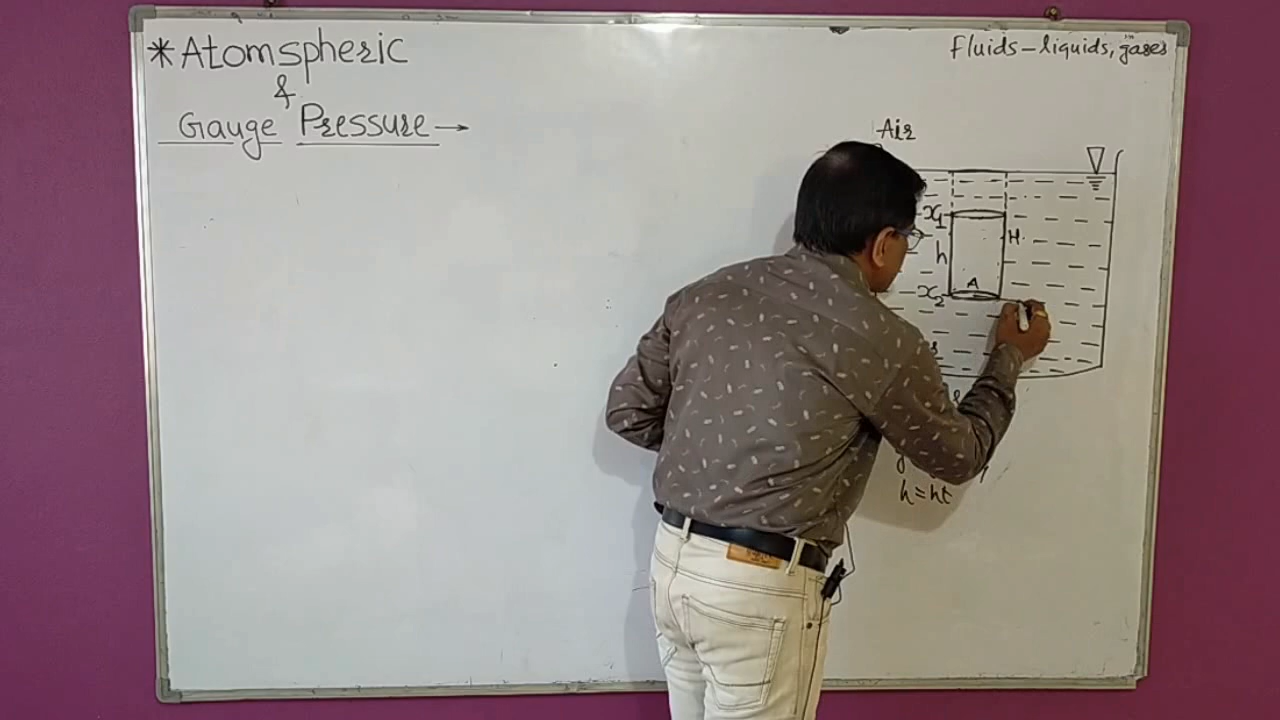 *Atomspheric
&
Gauge Pressure→
Fluids-liquids, gases
Air
x1
H
h
A
x2
h=ht